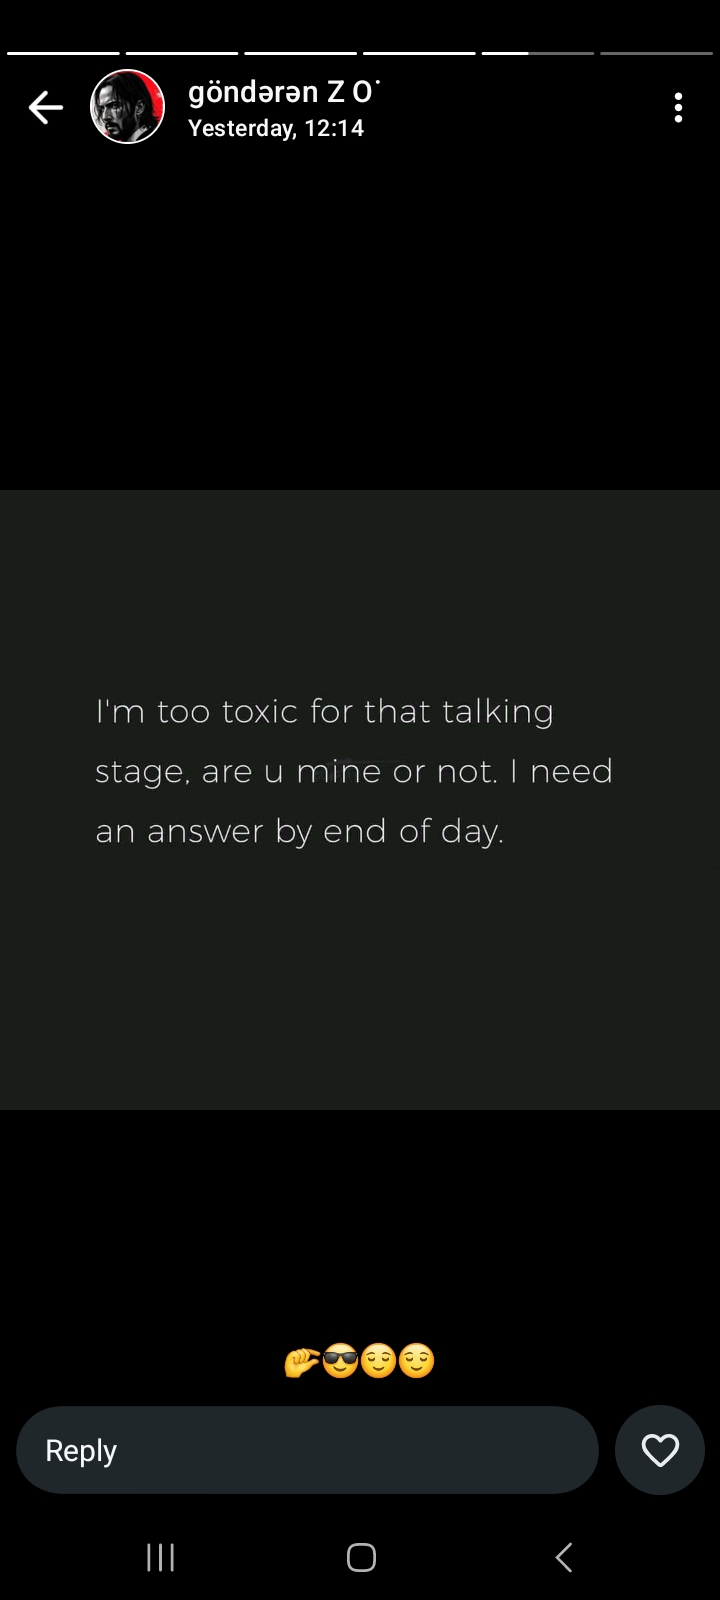 göndərən Z O˙
Yesterday, 12:14
I'm too toxic for that talking
stage, are u mine or not. I need
an answer by end of day.
🤏😎😌😌
Reply